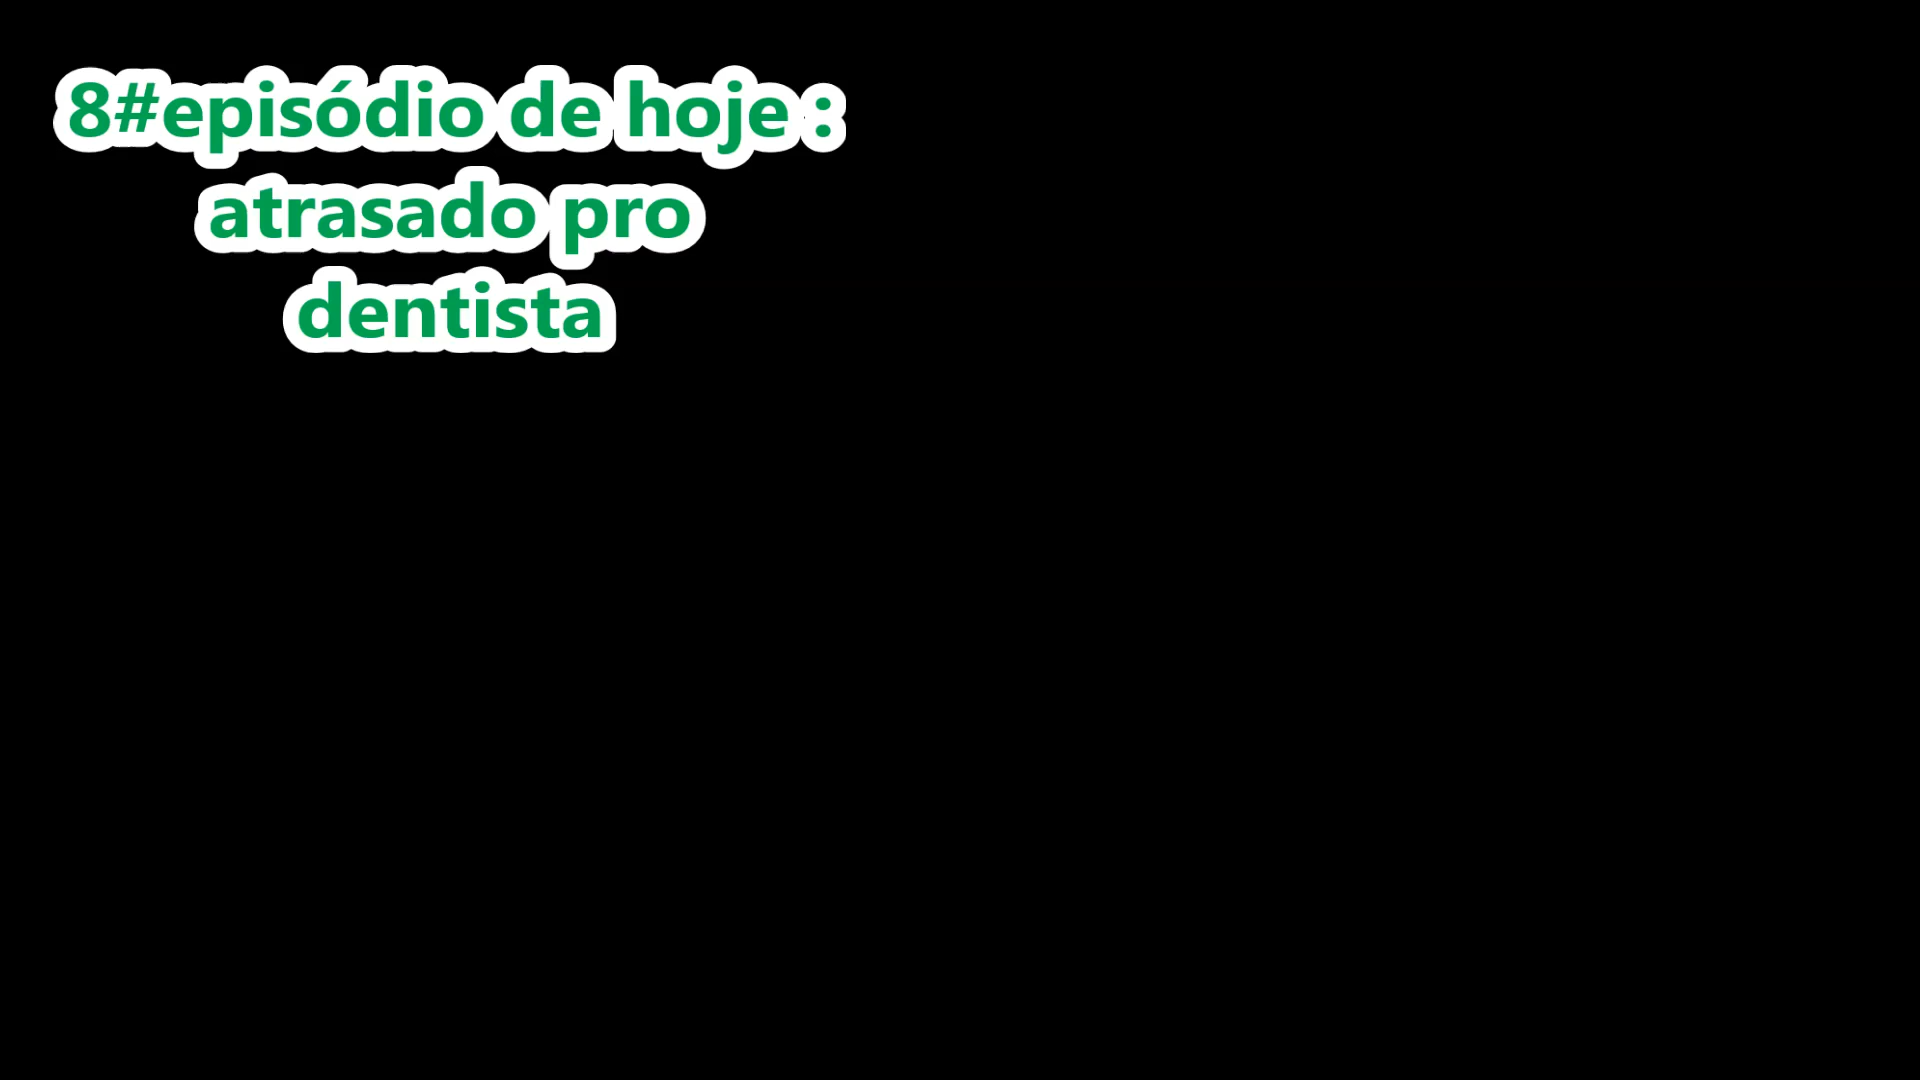 8#episódio de hoje :
atrasado pro
dentista